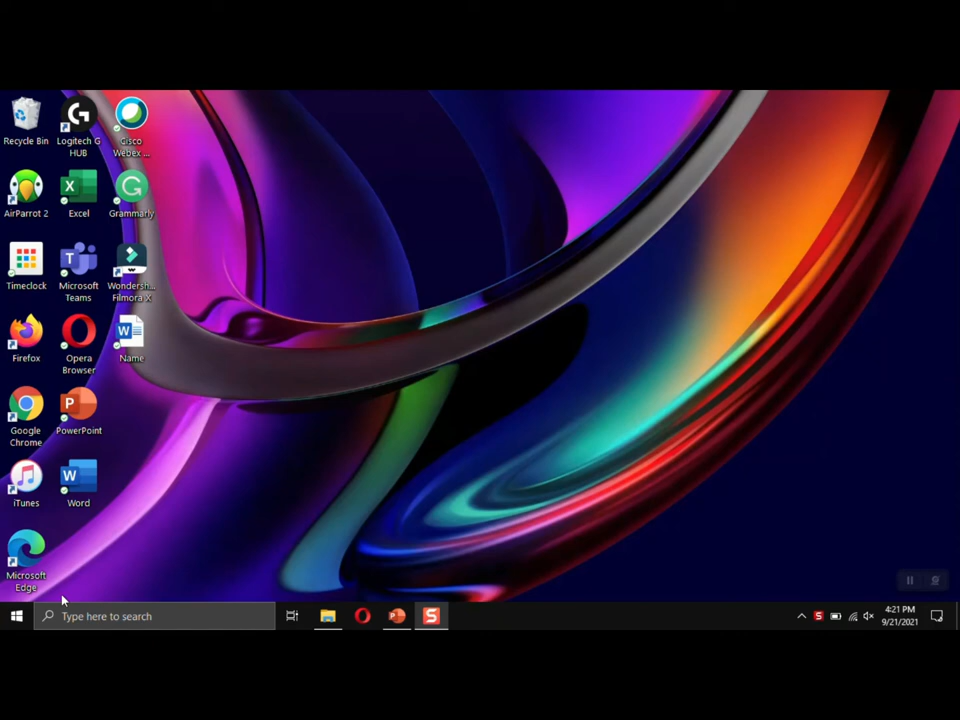 Recycle Bin
Logitech G
HUB
Cisco
Webex ...
AirParrot 2
Excel
Grammarly
Timeclock
Microsoft
Teams
Wondersh...
Filmora X
Firefox
Opera
Browser
Name
Google
Chrome
PowerPoint
iTunes
Word
Microsoft
Edge
Type here to search
4:21 PM
9/21/2021